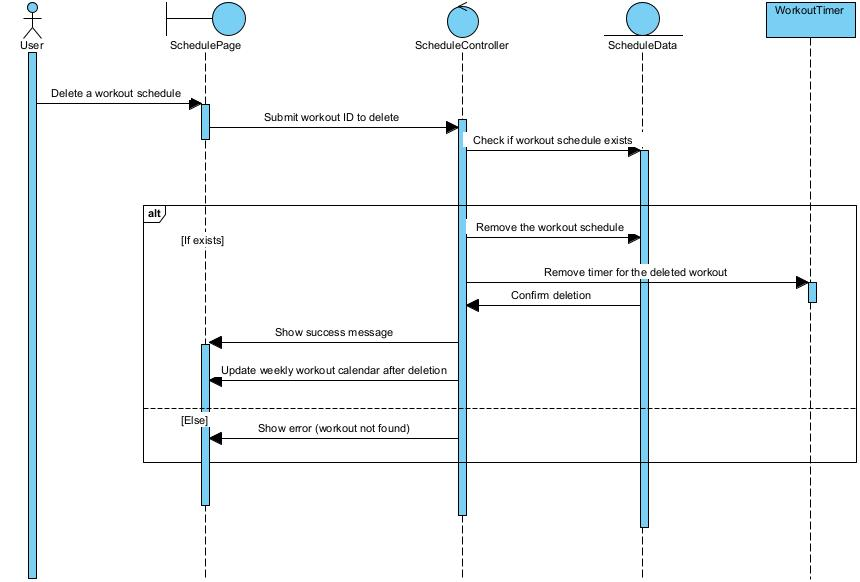 WorkoutTimer
User
SchedulePage
ScheduleController
ScheduleData
Delete a workout schedule
Submit workout ID to delete
Check if workout schedule exists
alt
[If exists]
Remove the workout schedule
Remove timer for the deleted workout
Confirm deletion
Show success message
Update weekly workout calendar after deletion
[Else]
Show error (workout not found)